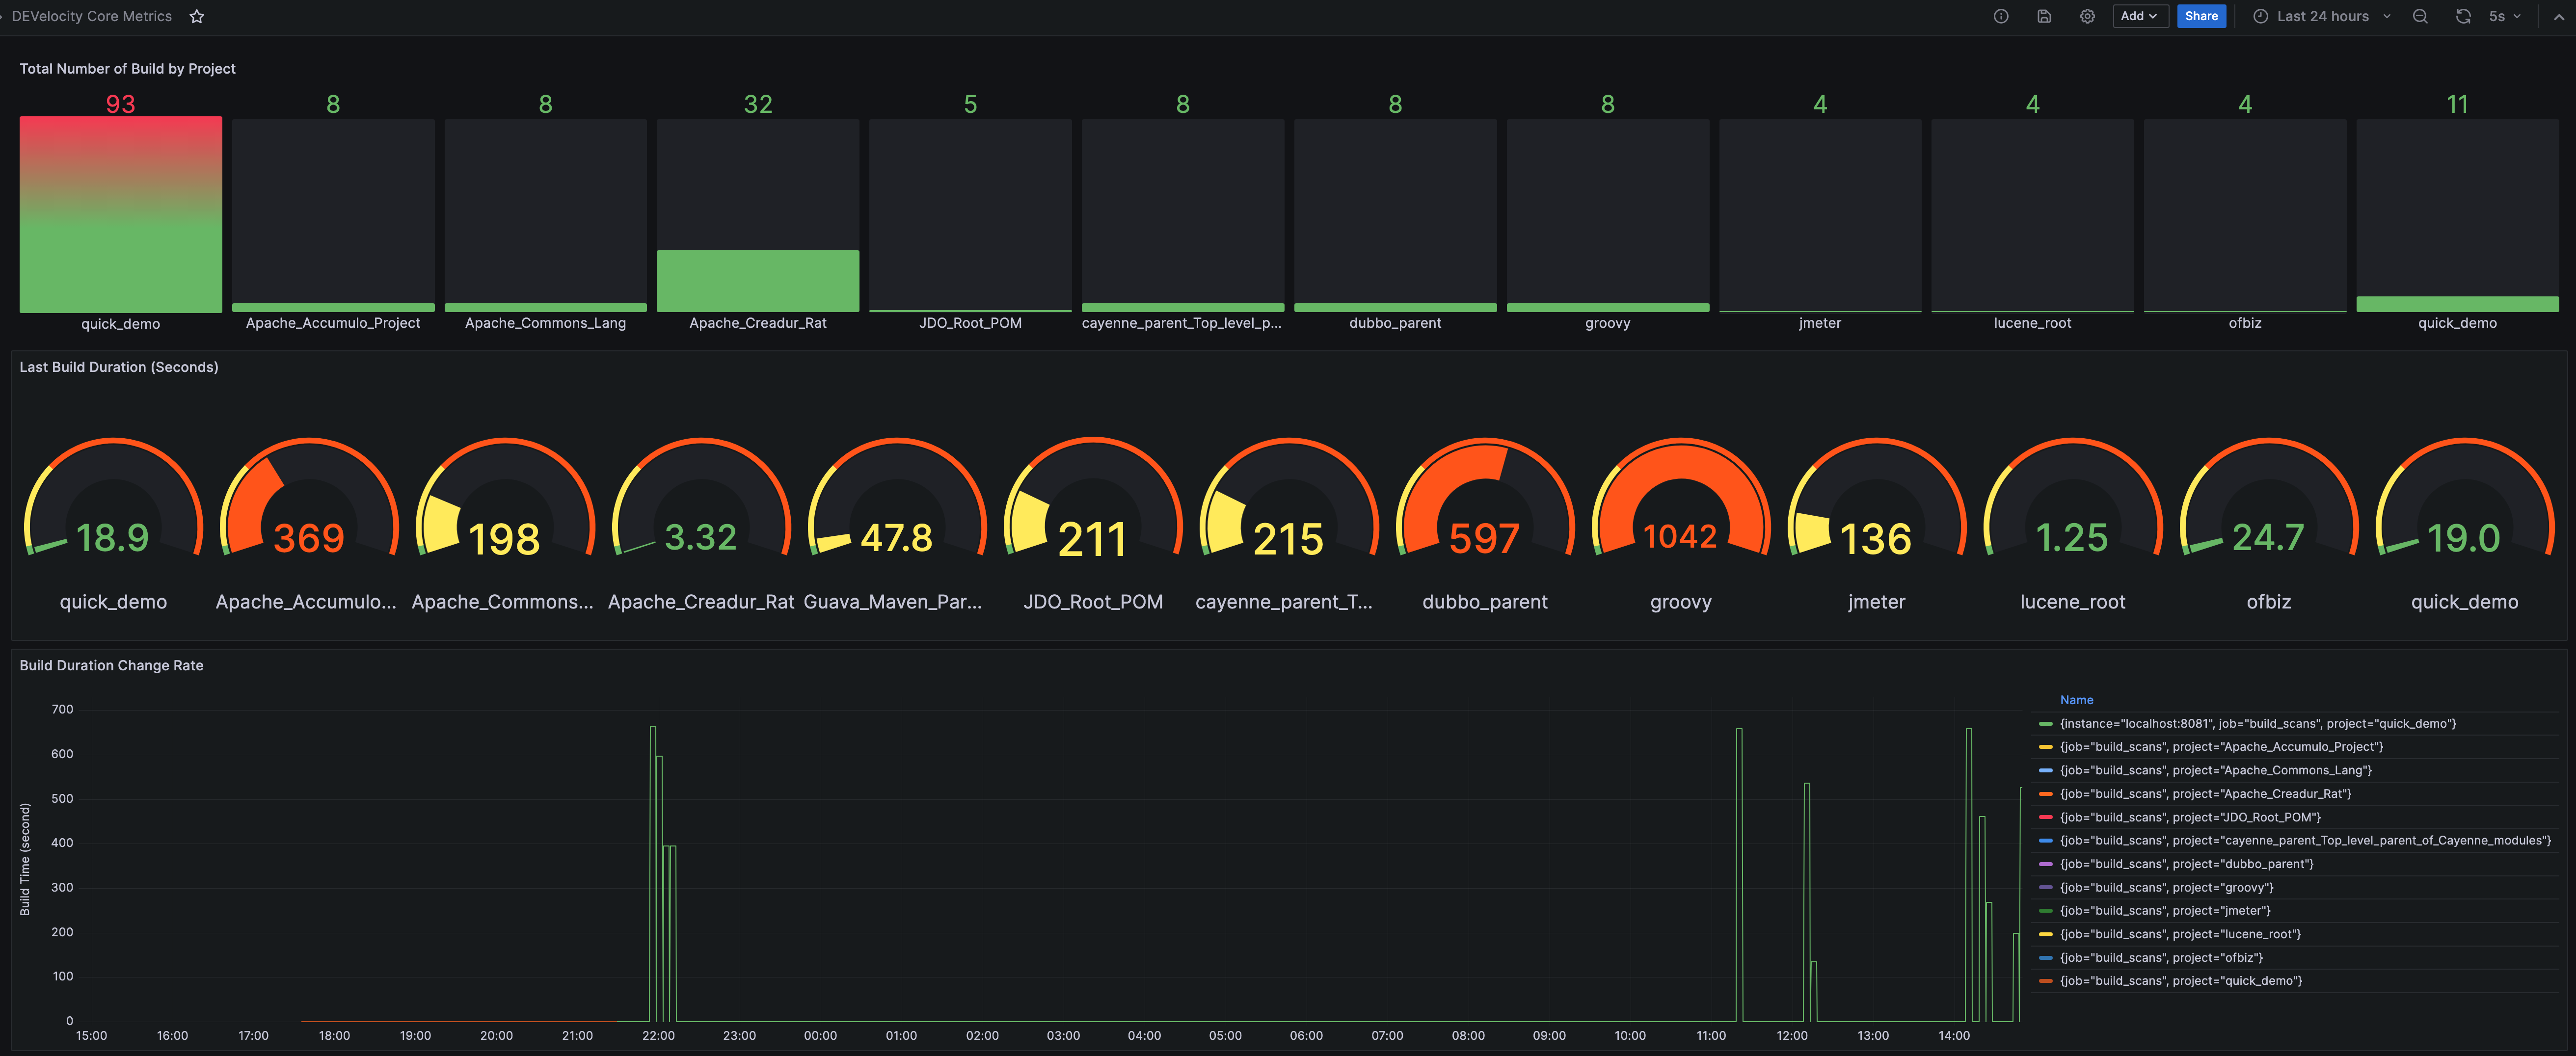 DEVelocity Core Metrics
Add
Share
Last 24 hours
5s
Total Number of Build by Project
93 8 8 32 5 8 8 8 4 4 4 11
quick_demo Apache_Accumulo_Project Apache_Commons_Lang Apache_Creadur_Rat JDO_Root_POM cayenne_parent_Top_level_p... dubbo_parent groovy jmeter lucene_root ofbiz quick_demo
Last Build Duration (Seconds)
18.9 369 198 3.32 47.8 211 215 597 1042 136 1.25 24.7 19.0
quick_demo Apache_Accumulo... Apache_Commons... Apache_Creadur_Rat Guava_Maven_Par... JDO_Root_POM cayenne_parent_T... dubbo_parent groovy jmeter lucene_root ofbiz quick_demo
Build Duration Change Rate
Build Time (second)
700
600
500
400
300
200
100
0
15:00 16:00 17:00 18:00 19:00 20:00 21:00 22:00 23:00 00:00 01:00 02:00 03:00 04:00 05:00 06:00 07:00 08:00 09:00 10:00 11:00 12:00 13:00 14:00
Name
{instance="localhost:8081", job="build_scans", project="quick_demo"}
{job="build_scans", project="Apache_Accumulo_Project"}
{job="build_scans", project="Apache_Commons_Lang"}
{job="build_scans", project="Apache_Creadur_Rat"}
{job="build_scans", project="JDO_Root_POM"}
{job="build_scans", project="cayenne_parent_Top_level_parent_of_Cayenne_modules"}
{job="build_scans", project="dubbo_parent"}
{job="build_scans", project="groovy"}
{job="build_scans", project="jmeter"}
{job="build_scans", project="lucene_root"}
{job="build_scans", project="ofbiz"}
{job="build_scans", project="quick_demo"}